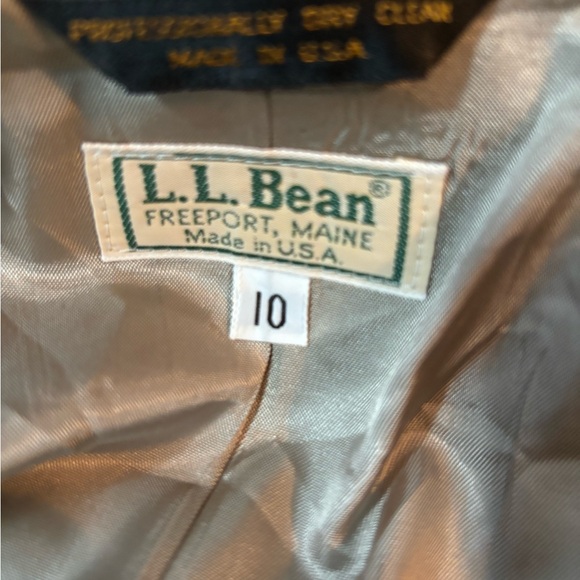 PROFESSIONALLY DRY CLEAN
MADE IN U.S.A
L.L.Bean®
FREEPORT, MAINE
Made in U.S.A.
10